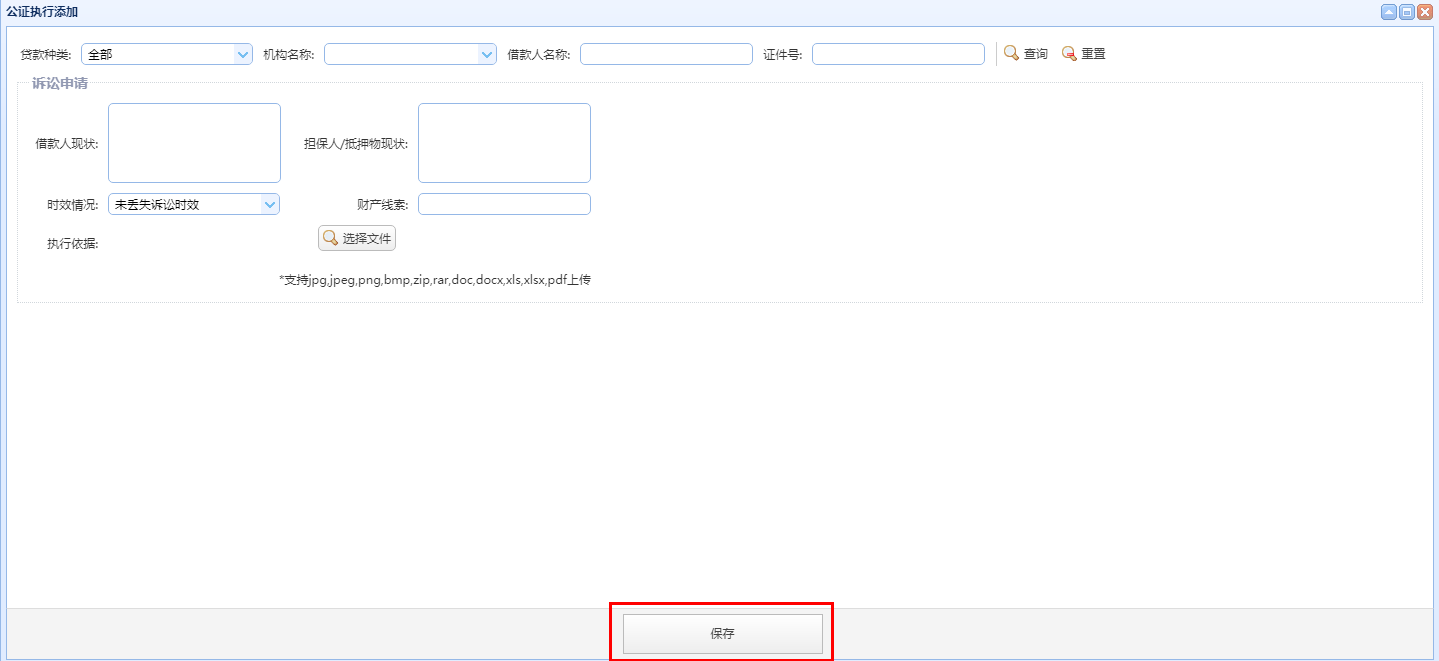 公证执行添加
贷款种类: 全部 机构名称: 借款人名称: 证件号: 查询 重置
诉讼申请
借款人现状: 担保人/抵押物现状:
时效情况: 未丢失诉讼时效 财产线索:
执行依据: 选择文件
*支持jpg,jpeg,png,bmp,zip,rar,doc,docx,xls,xlsx,pdf上传
保存